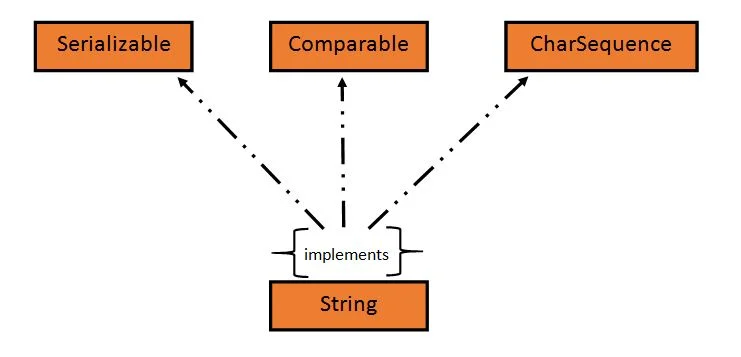 Serializable
Comparable
CharSequence
implements
String